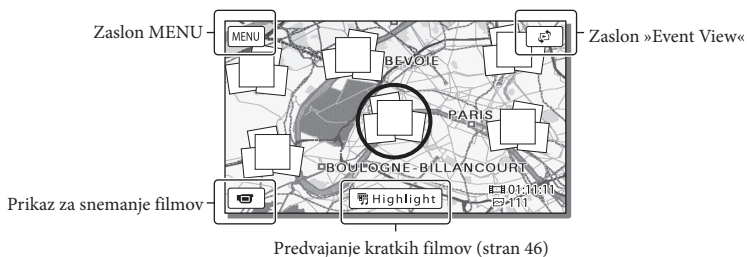 Zaslon MENU
MENU
Zaslon »Event View«
BEVOIE
PARIS
BOULOGNE-BILLANCOURT
Prikaz za snemanje filmov
Highlight
01:11:11
111
Predvajanje kratkih filmov (stran 46)